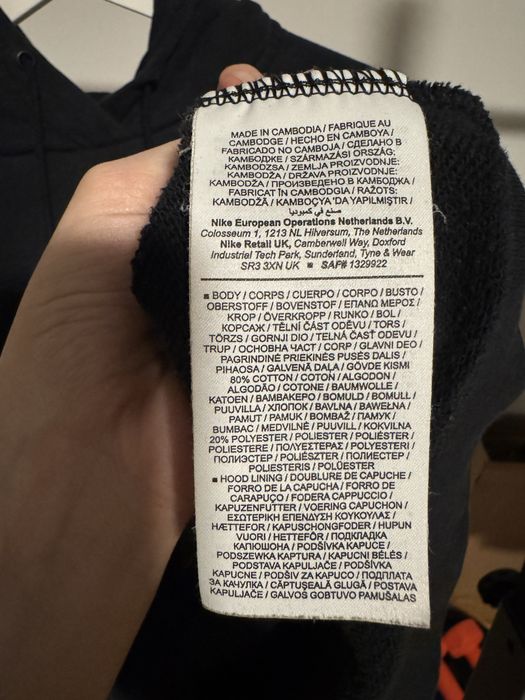 MADE IN CAMBODIA / FABRIQUE AU
CAMBODGE / HECHO EN CAMBOYA /
FABRICADO NO CAMBOJA / СДЕЛАНО В
КАМБОДЖЕ / SZÁRMAZÁSI ORSZÁG:
KAMBODZSA / ZEMLJA PROIZVODNJE:
KAMBODŽA / DRŽAVA PROIZVODNJE:
KAMBODŽA / ПРОИЗВЕДЕНО В КАМБОДЖА /
FABRICAT ÎN CAMBODGIA / RAŽOTS:
KAMBODŽĀ / KAMBOÇYA'DA YAPILMIŞTIR /
صنع في كمبوديا
Nike European Operations Netherlands B.V.
Colosseum 1, 1213 NL Hilversum, The Netherlands
Nike Retail UK, Camberwell Way, Doxford
Industrial Tech Park, Sunderland, Tyne & Wear
SR3 3XN UK ■ SAF# 1329922
■ BODY / CORPS / CUERPO / CORPO / BUSTO /
OBERSTOFF / BOVENSTOF / ΕΠΑΝΩ ΜΕΡΟΣ /
KROP / ÖVERKROPP / RUNKO / BOL /
КОРСАЖ / TĚLNÍ ČÁST ODĚVU / TORS /
TÖRZS / GORNJI DIO / TELNÁ ČASŤ ODEVU /
TRUP / ОСНОВНА ЧАСТ / CORP / GLAVNI DEO /
PAGRINDINĖ PRIEKINĖS PUSĖS DALIS /
PIHAOSA / GALVENĀ DAĻA / GÖVDE KISMI
80% COTTON / COTON / ALGODON /
ALGODÃO / COTONE / BAUMWOLLE /
KATOEN / ΒΑΜΒΑΚΕΡΟ / BOMULD / BOMULL /
PUUVILLA / ХЛОПОК / BAVLNA / BAWEŁNA /
PAMUT / PAMUK / BOMBAŽ / ПАМУК /
BUMBAC / MEDVILNĖ / PUUVILL / KOKVILNA
20% POLYESTER / POLIESTER / POLIÉSTER /
POLIESTERE / ΠΟΛΥΕΣΤΕΡΑΣ / POLYESTERI /
ПОЛИЭСТЕР / POLIÉSZTER / ПОЛИЕСТЕР /
POLIESTERIS / POLÜESTER
■ HOOD LINING / DOUBLURE DE CAPUCHE /
FORRO DE LA CAPUCHA / FORRO DE
CARAPUÇO / FODERA CAPPUCCIO /
KAPUZENFUTTER / VOERING CAPUCHON /
ΕΣΩΤΕΡΙΚΗ ΕΠΕΝΔΥΣΗ ΚΟΥΚΟΥΛΑΣ /
HÆTTEFOR / KAPUSCHONGFODER / HUPUN
VUORI / HETTEFÔR / ПОДКЛАДКА
КАПЮШОНА / PODŠÍVKA KAPUCE /
PODSZEWKA KAPTURA / KAPUCNI BÉLÉS /
PODSTAVA KAPULJAČE / PODŠÍVKA
KAPUCNE / PODŠIV ZA KAPUCO / ПОДПЛАТА
ЗА КАЧУЛКА / CĂPTUȘEALĂ GLUGĂ / POSTAVA
KAPULJAČE / GALVOS GOBTUVO PAMUŠALAS